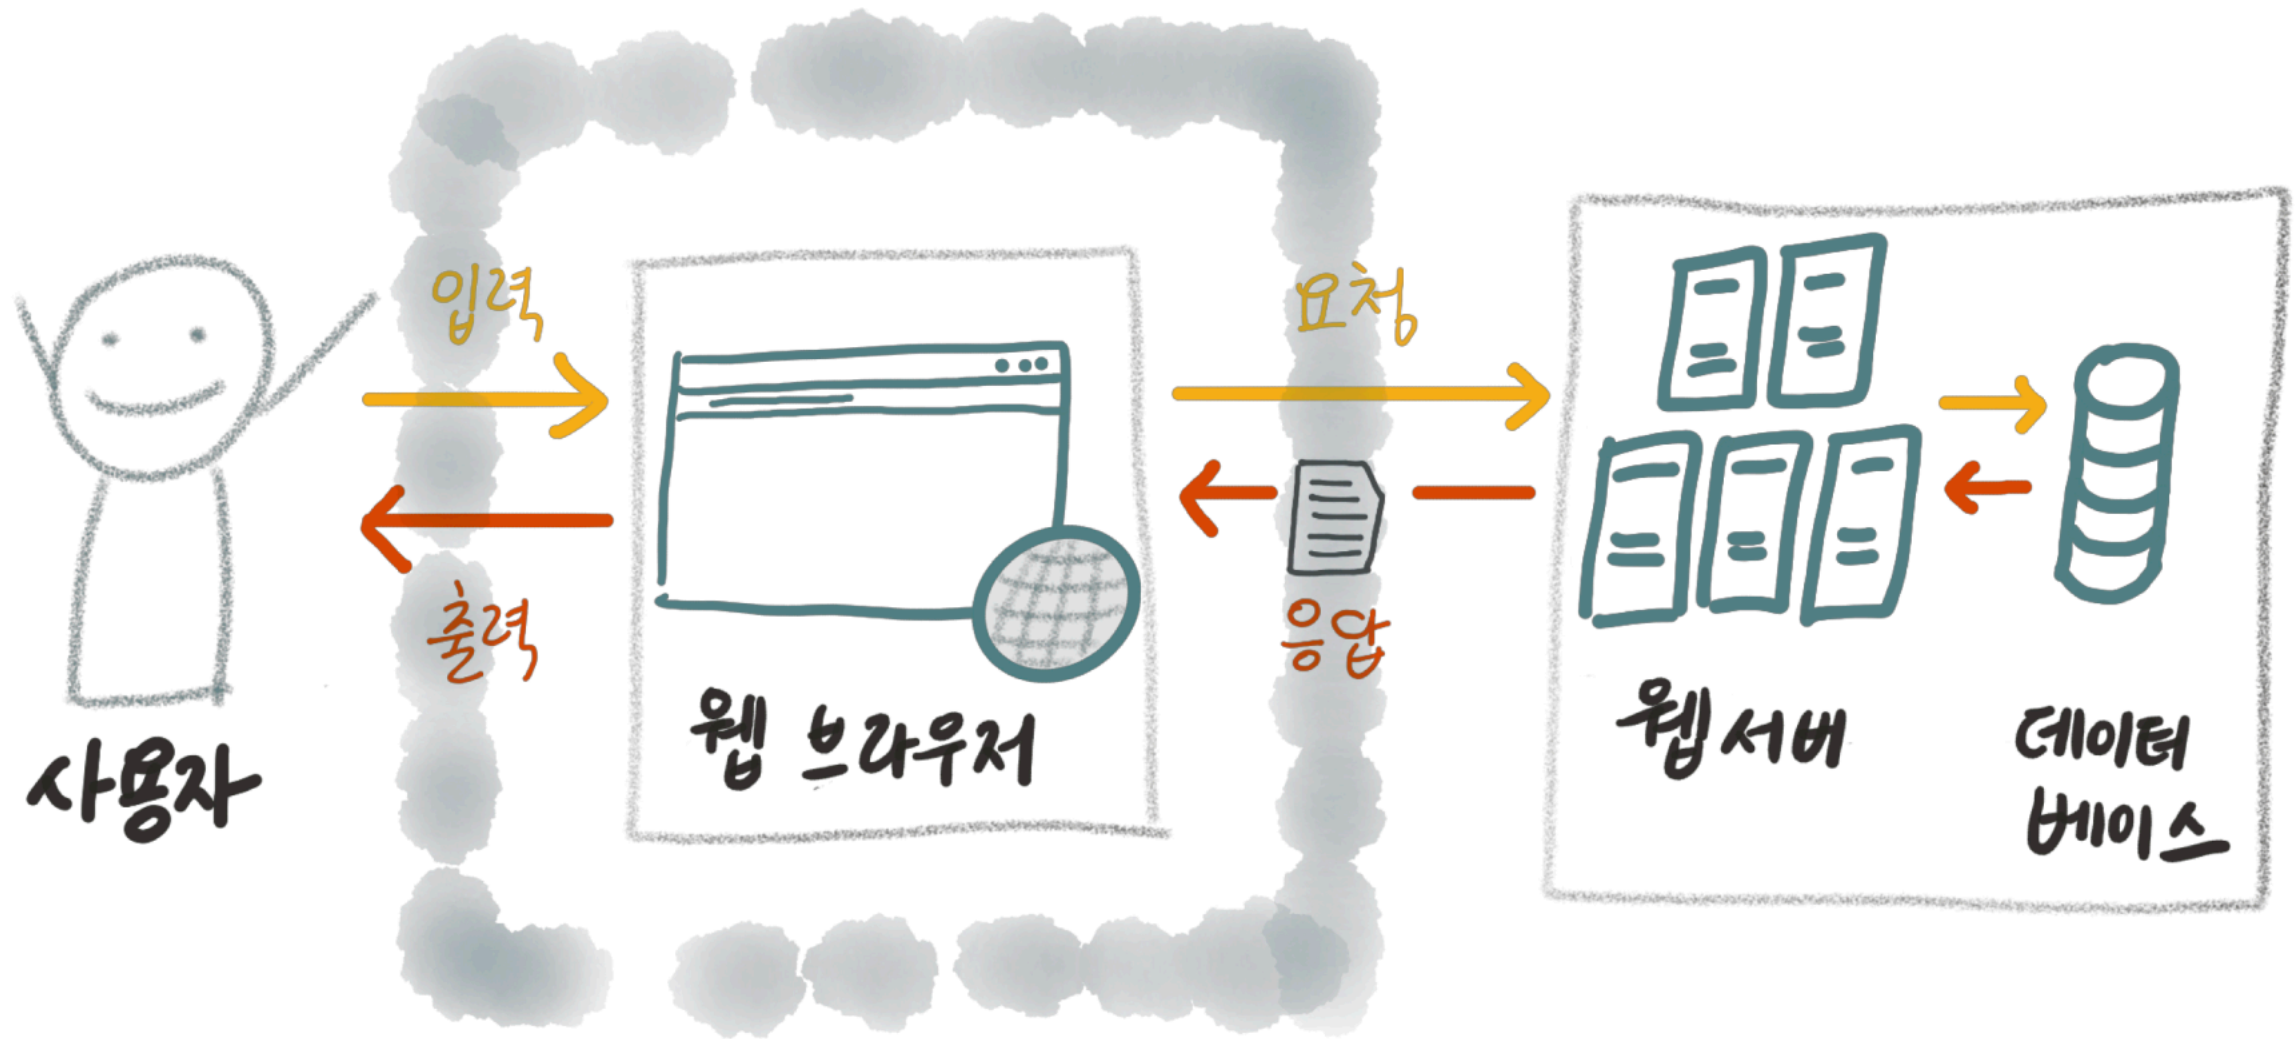 입력
요청
출력
응답
사용자
웹 브라우저
웹서버
데이터
베이스